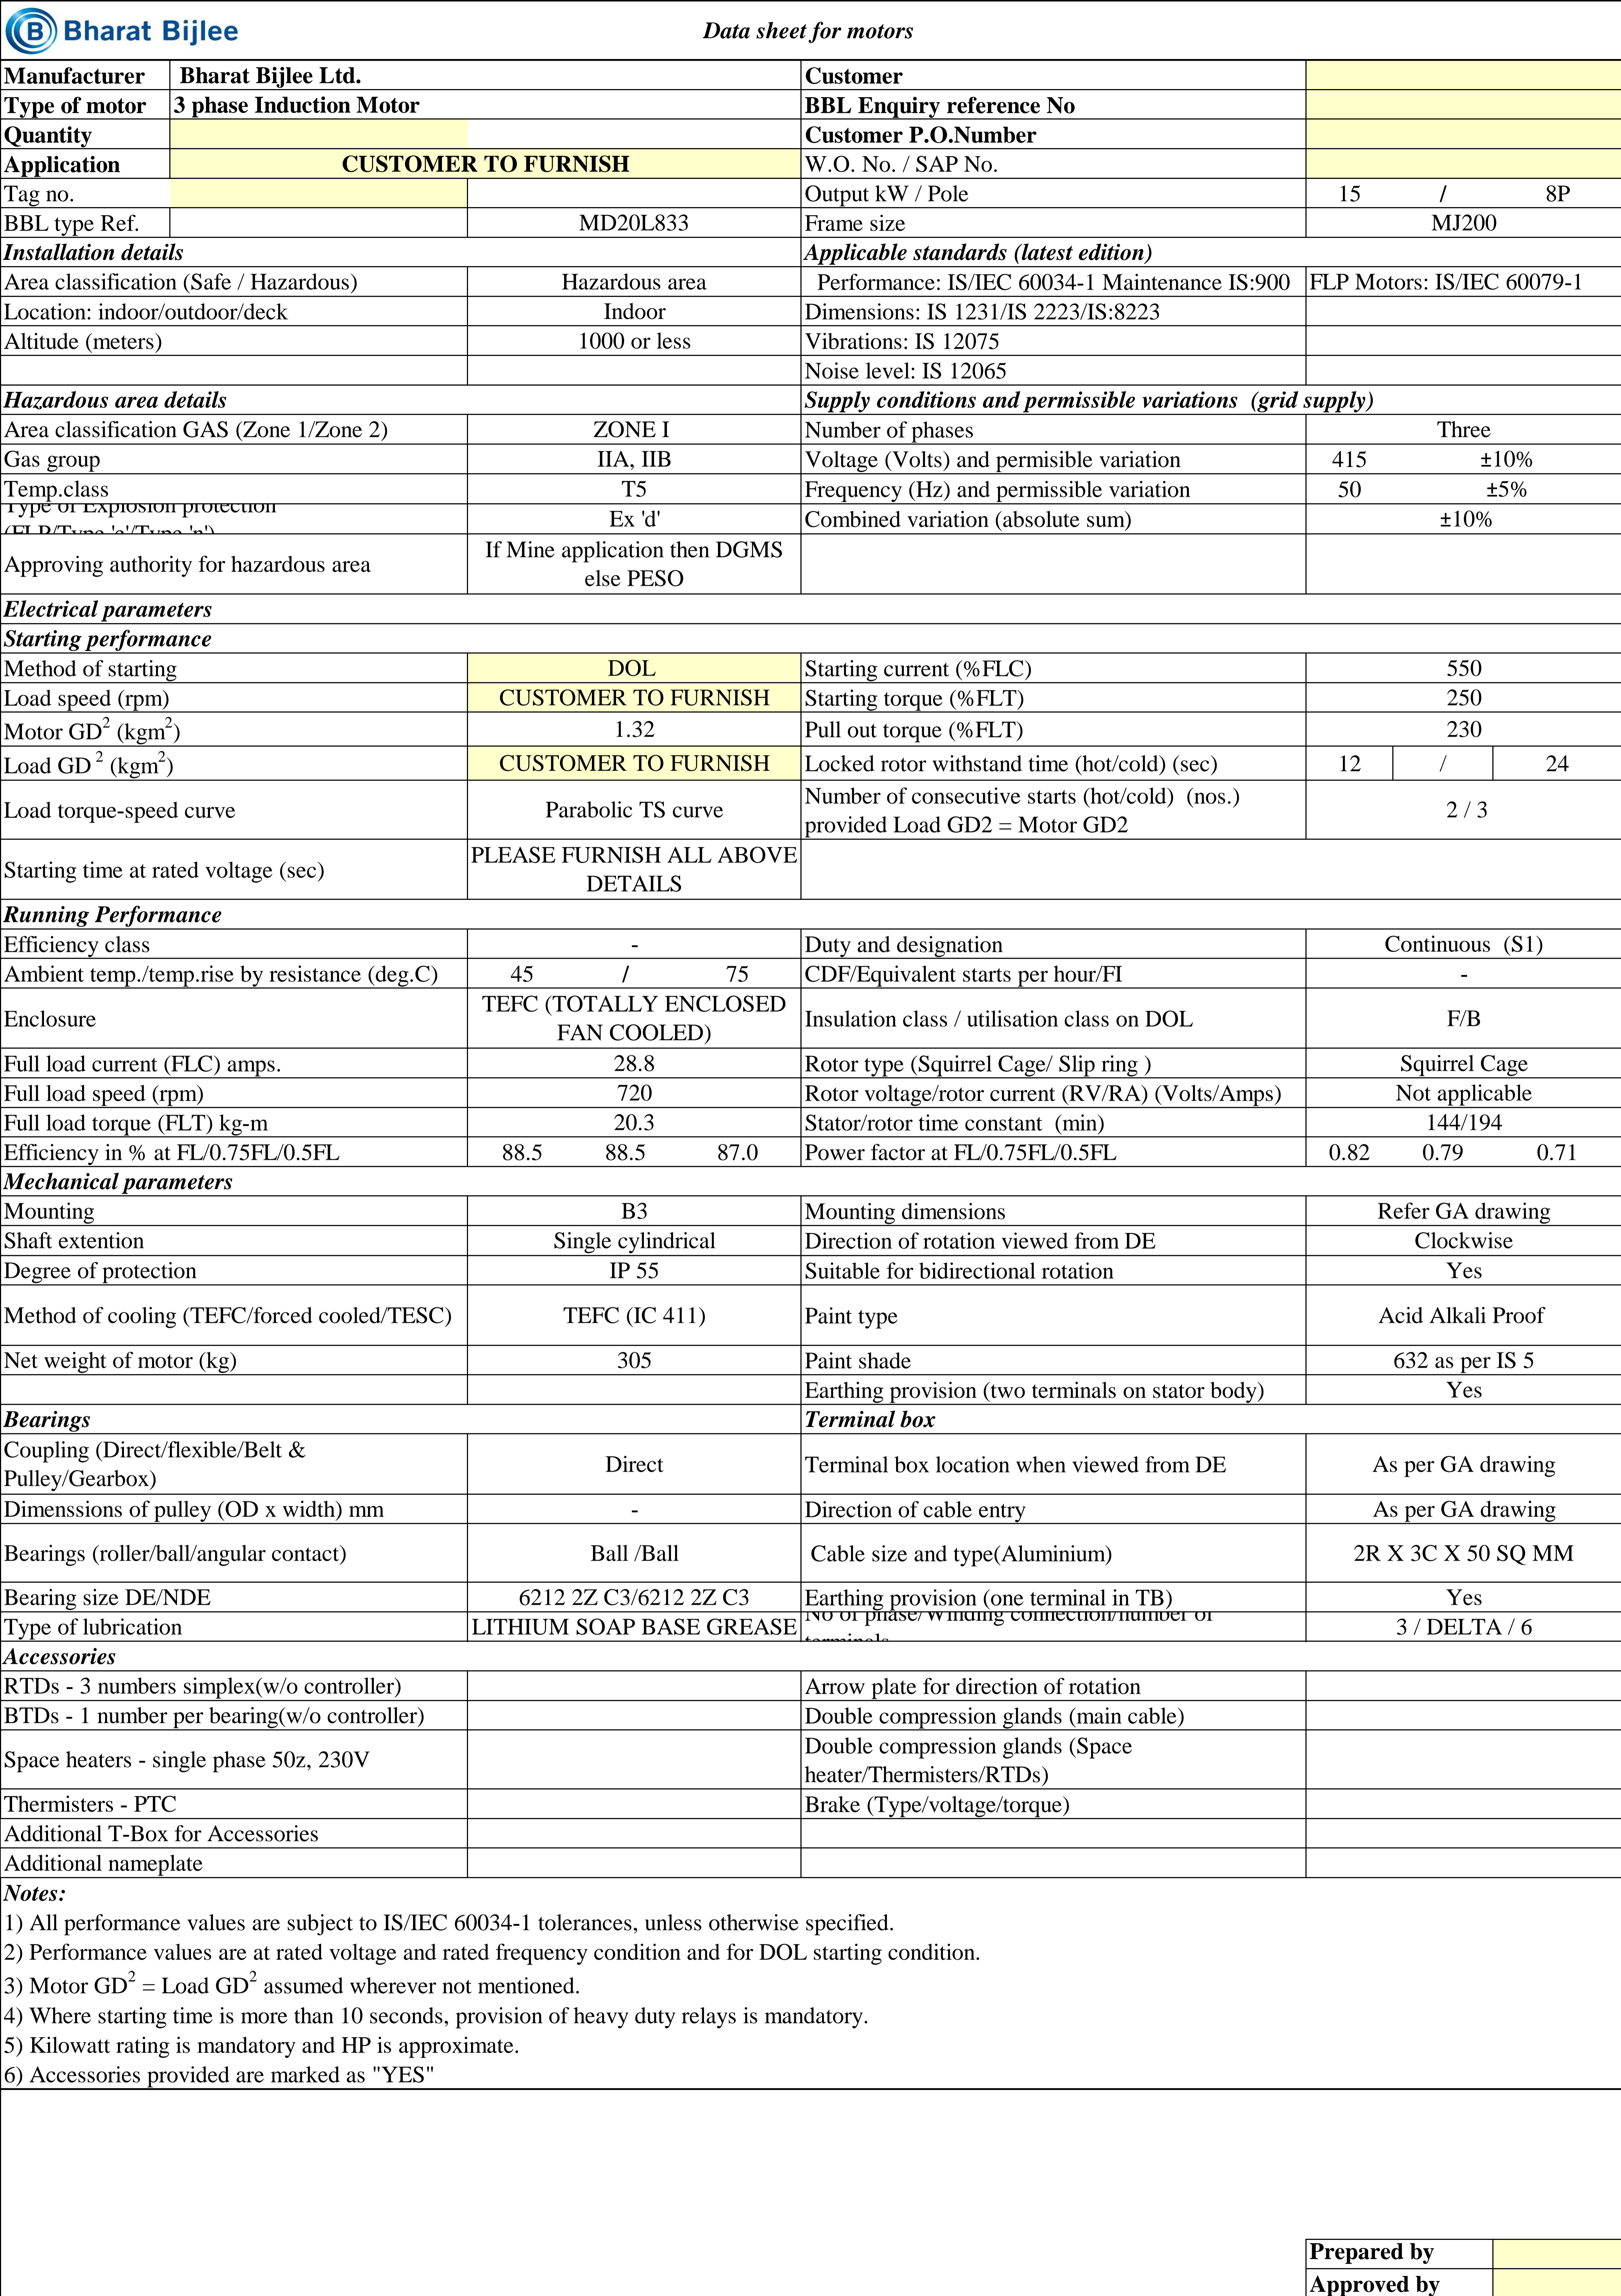 B Bharat Bijlee
Data sheet for motors
Manufacturer Bharat Bijlee Ltd. Customer
Type of motor 3 phase Induction Motor BBL Enquiry reference No
Quantity Customer P.O.Number
Application CUSTOMER TO FURNISH W.O. No. / SAP No.
Tag no. Output kW / Pole 15 / 8P
BBL type Ref. MD20L833 Frame size MJ200
Installation details Applicable standards (latest edition)
Area classification (Safe / Hazardous) Hazardous area Performance: IS/IEC 60034-1 Maintenance IS:900 FLP Motors: IS/IEC 60079-1
Location: indoor/outdoor/deck Indoor Dimensions: IS 1231/IS 2223/IS:8223
Altitude (meters) 1000 or less Vibrations: IS 12075
Noise level: IS 12065
Hazardous area details Supply conditions and permissible variations (grid supply)
Area classification GAS (Zone 1/Zone 2) ZONE I Number of phases Three
Gas group IIA, IIB Voltage (Volts) and permisible variation 415 ±10%
Temp.class T5 Frequency (Hz) and permissible variation 50 ±5%
Type of Explosion protection
(FLP/Type 'e'/Type 'n') Ex 'd' Combined variation (absolute sum) ±10%
Approving authority for hazardous area If Mine application then DGMS
else PESO
Electrical parameters
Starting performance
Method of starting DOL Starting current (%FLC) 550
Load speed (rpm) CUSTOMER TO FURNISH Starting torque (%FLT) 250
Motor GD² (kgm²) 1.32 Pull out torque (%FLT) 230
Load GD ² (kgm²) CUSTOMER TO FURNISH Locked rotor withstand time (hot/cold) (sec) 12 / 24
Load torque-speed curve Parabolic TS curve Number of consecutive starts (hot/cold) (nos.)
provided Load GD2 = Motor GD2 2 / 3
Starting time at rated voltage (sec) PLEASE FURNISH ALL ABOVE
DETAILS
Running Performance
Efficiency class - Duty and designation Continuous (S1)
Ambient temp./temp.rise by resistance (deg.C) 45 / 75 CDF/Equivalent starts per hour/FI -
Enclosure TEFC (TOTALLY ENCLOSED
FAN COOLED) Insulation class / utilisation class on DOL F/B
Full load current (FLC) amps. 28.8 Rotor type (Squirrel Cage/ Slip ring ) Squirrel Cage
Full load speed (rpm) 720 Rotor voltage/rotor current (RV/RA) (Volts/Amps) Not applicable
Full load torque (FLT) kg-m 20.3 Stator/rotor time constant (min) 144/194
Efficiency in % at FL/0.75FL/0.5FL 88.5 88.5 87.0 Power factor at FL/0.75FL/0.5FL 0.82 0.79 0.71
Mechanical parameters
Mounting B3 Mounting dimensions Refer GA drawing
Shaft extention Single cylindrical Direction of rotation viewed from DE Clockwise
Degree of protection IP 55 Suitable for bidirectional rotation Yes
Method of cooling (TEFC/forced cooled/TESC) TEFC (IC 411) Paint type Acid Alkali Proof
Net weight of motor (kg) 305 Paint shade 632 as per IS 5
Earthing provision (two terminals on stator body) Yes
Bearings Terminal box
Coupling (Direct/flexible/Belt &
Pulley/Gearbox) Direct Terminal box location when viewed from DE As per GA drawing
Dimenssions of pulley (OD x width) mm - Direction of cable entry As per GA drawing
Bearings (roller/ball/angular contact) Ball /Ball Cable size and type(Aluminium) 2R X 3C X 50 SQ MM
Bearing size DE/NDE 6212 2Z C3/6212 2Z C3 Earthing provision (one terminal in TB) Yes
Type of lubrication LITHIUM SOAP BASE GREASE No of phase/Winding connection/number of
terminals 3 / DELTA / 6
Accessories
RTDs - 3 numbers simplex(w/o controller) Arrow plate for direction of rotation
BTDs - 1 number per bearing(w/o controller) Double compression glands (main cable)
Space heaters - single phase 50z, 230V Double compression glands (Space
heater/Thermisters/RTDs)
Thermisters - PTC Brake (Type/voltage/torque)
Additional T-Box for Accessories
Additional nameplate
Notes:
1) All performance values are subject to IS/IEC 60034-1 tolerances, unless otherwise specified.
2) Performance values are at rated voltage and rated frequency condition and for DOL starting condition.
3) Motor GD² = Load GD² assumed wherever not mentioned.
4) Where starting time is more than 10 seconds, provision of heavy duty relays is mandatory.
5) Kilowatt rating is mandatory and HP is approximate.
6) Accessories provided are marked as "YES"
Prepared by
Approved by